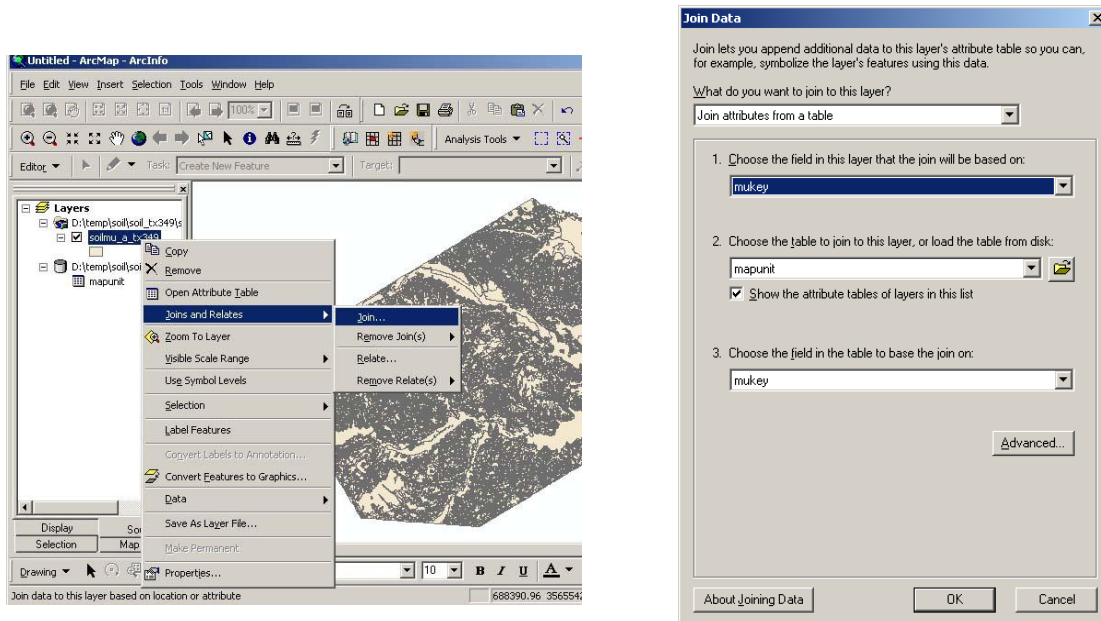 Untitled - ArcMap - ArcInfo
File Edit View Insert Selection Tools Window Help
100%
Analysis Tools
Editor Task: Create New Feature Target:
Layers
D:\temp\soil\soil_tx349\s
soilmu_a_tx349
D:\temp\soil\soi
mapunit
Copy
Remove
Open Attribute Table
Joins and Relates
Zoom To Layer
Visible Scale Range
Use Symbol Levels
Selection
Label Features
Convert Labels to Annotation...
Convert Features to Graphics...
Data
Save As Layer File...
Make Permanent
Properties...
Join...
Remove Join(s)
Relate...
Remove Relate(s)
Display Sou
Selection Map
Drawing 10 B I U A
Join data to this layer based on location or attribute 688390.96 3565542
Join Data
Join lets you append additional data to this layer's attribute table so you can,
for example, symbolize the layer's features using this data.
What do you want to join to this layer?
Join attributes from a table
1. Choose the field in this layer that the join will be based on:
mukey
2. Choose the table to join to this layer, or load the table from disk:
mapunit
Show the attribute tables of layers in this list
3. Choose the field in the table to base the join on:
mukey
Advanced...
About Joining Data OK Cancel